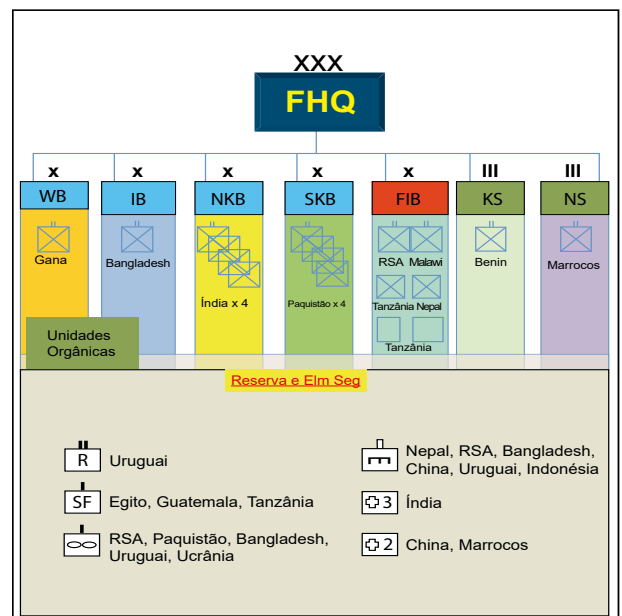 XXX
FHQ
x x x x x III III
WB IB NKB SKB FIB KS NS
Gana Bangladesh Índia x 4 Paquistão x 4 RSA Malawi Benin Marrocos
Tanzânia Nepal
Tanzânia
Unidades
Orgânicas
Reserva e Elm Seg
R Uruguai
SF Egito, Guatemala, Tanzânia
RSA, Paquistão, Bangladesh,
Uruguai, Ucrânia
Nepal, RSA, Bangladesh,
China, Uruguai, Indonésia
3 Índia
2 China, Marrocos